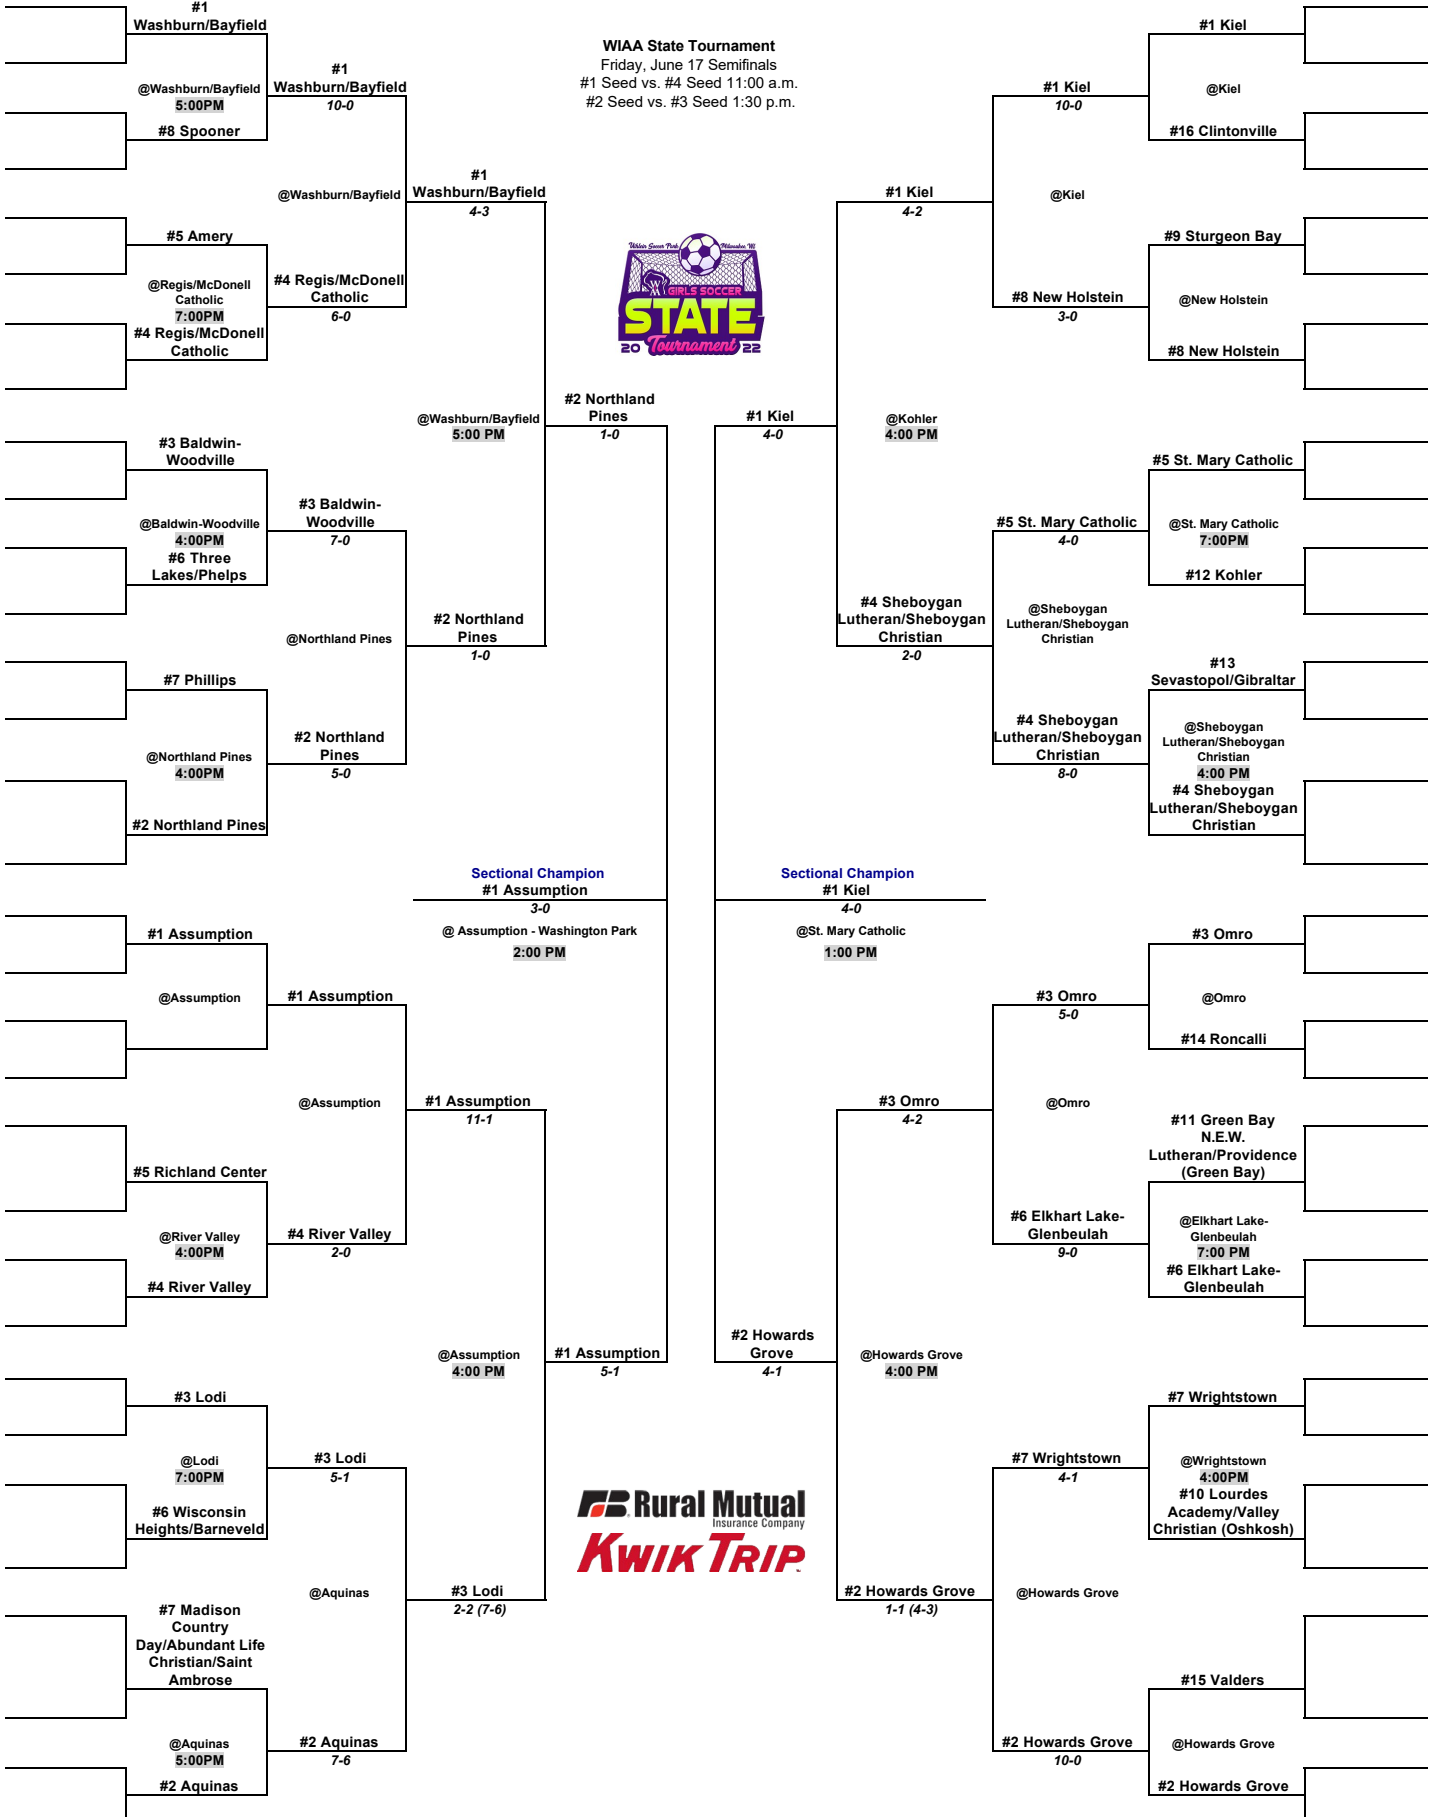 #1
Washburn/Bayfield
@Washburn/Bayfield
5:00PM
#8 Spooner
#5 Amery
@Regis/McDonell
Catholic
7:00PM
#4 Regis/McDonell
Catholic
#3 Baldwin-
Woodville
@Baldwin-Woodville
4:00PM
#6 Three
Lakes/Phelps
#7 Phillips
@Northland Pines
4:00PM
#2 Northland Pines
#1 Assumption
@Assumption
#5 Richland Center
@River Valley
4:00PM
#4 River Valley
#3 Lodi
@Lodi
7:00PM
#6 Wisconsin
Heights/Barneveld
#7 Madison
Country
Day/Abundant Life
Christian/Saint
Ambrose
@Aquinas
5:00PM
#2 Aquinas
#1
Washburn/Bayfield
10-0
@Washburn/Bayfield
#4 Regis/McDonell
Catholic
6-0
#3 Baldwin-
Woodville
7-0
@Northland Pines
#2 Northland
Pines
5-0
#1 Assumption
@Assumption
#4 River Valley
2-0
#3 Lodi
5-1
@Aquinas
#2 Aquinas
7-6
#1
Washburn/Bayfield
4-3
@Washburn/Bayfield
5:00 PM
#2 Northland
Pines
1-0
#1 Assumption
11-1
@Assumption
4:00 PM
#3 Lodi
2-2 (7-6)
#2 Northland
Pines
1-0
Sectional Champion
#1 Assumption
3-0
@ Assumption - Washington Park
2:00 PM
#1 Assumption
5-1
WIAA State Tournament
Friday, June 17 Semifinals
#1 Seed vs. #4 Seed 11:00 a.m.
#2 Seed vs. #3 Seed 1:30 p.m.
Uihlein Soccer Park Milwaukee, WI
GIRLS SOCCER
STATE
20 Tournament 22
Rural Mutual
Insurance Company
KWIK TRIP
#1 Kiel
4-0
Sectional Champion
#1 Kiel
4-0
@St. Mary Catholic
1:00 PM
#2 Howards
Grove
4-1
#1 Kiel
4-2
@Kohler
4:00 PM
#4 Sheboygan
Lutheran/Sheboygan
Christian
2-0
#3 Omro
4-2
@Howards Grove
4:00 PM
#2 Howards Grove
1-1 (4-3)
#1 Kiel
10-0
@Kiel
#8 New Holstein
3-0
#5 St. Mary Catholic
4-0
@Sheboygan
Lutheran/Sheboygan
Christian
#4 Sheboygan
Lutheran/Sheboygan
Christian
8-0
#3 Omro
5-0
@Omro
#6 Elkhart Lake-
Glenbeulah
9-0
#7 Wrightstown
4-1
@Howards Grove
#2 Howards Grove
10-0
#1 Kiel
@Kiel
#16 Clintonville
#9 Sturgeon Bay
@New Holstein
#8 New Holstein
#5 St. Mary Catholic
@St. Mary Catholic
7:00PM
#12 Kohler
#13
Sevastopol/Gibraltar
@Sheboygan
Lutheran/Sheboygan
Christian
4:00 PM
#4 Sheboygan
Lutheran/Sheboygan
Christian
#3 Omro
@Omro
#14 Roncalli
#11 Green Bay
N.E.W.
Lutheran/Providence
(Green Bay)
@Elkhart Lake-
Glenbeulah
7:00 PM
#6 Elkhart Lake-
Glenbeulah
#7 Wrightstown
@Wrightstown
4:00PM
#10 Lourdes
Academy/Valley
Christian (Oshkosh)
#15 Valders
@Howards Grove
#2 Howards Grove